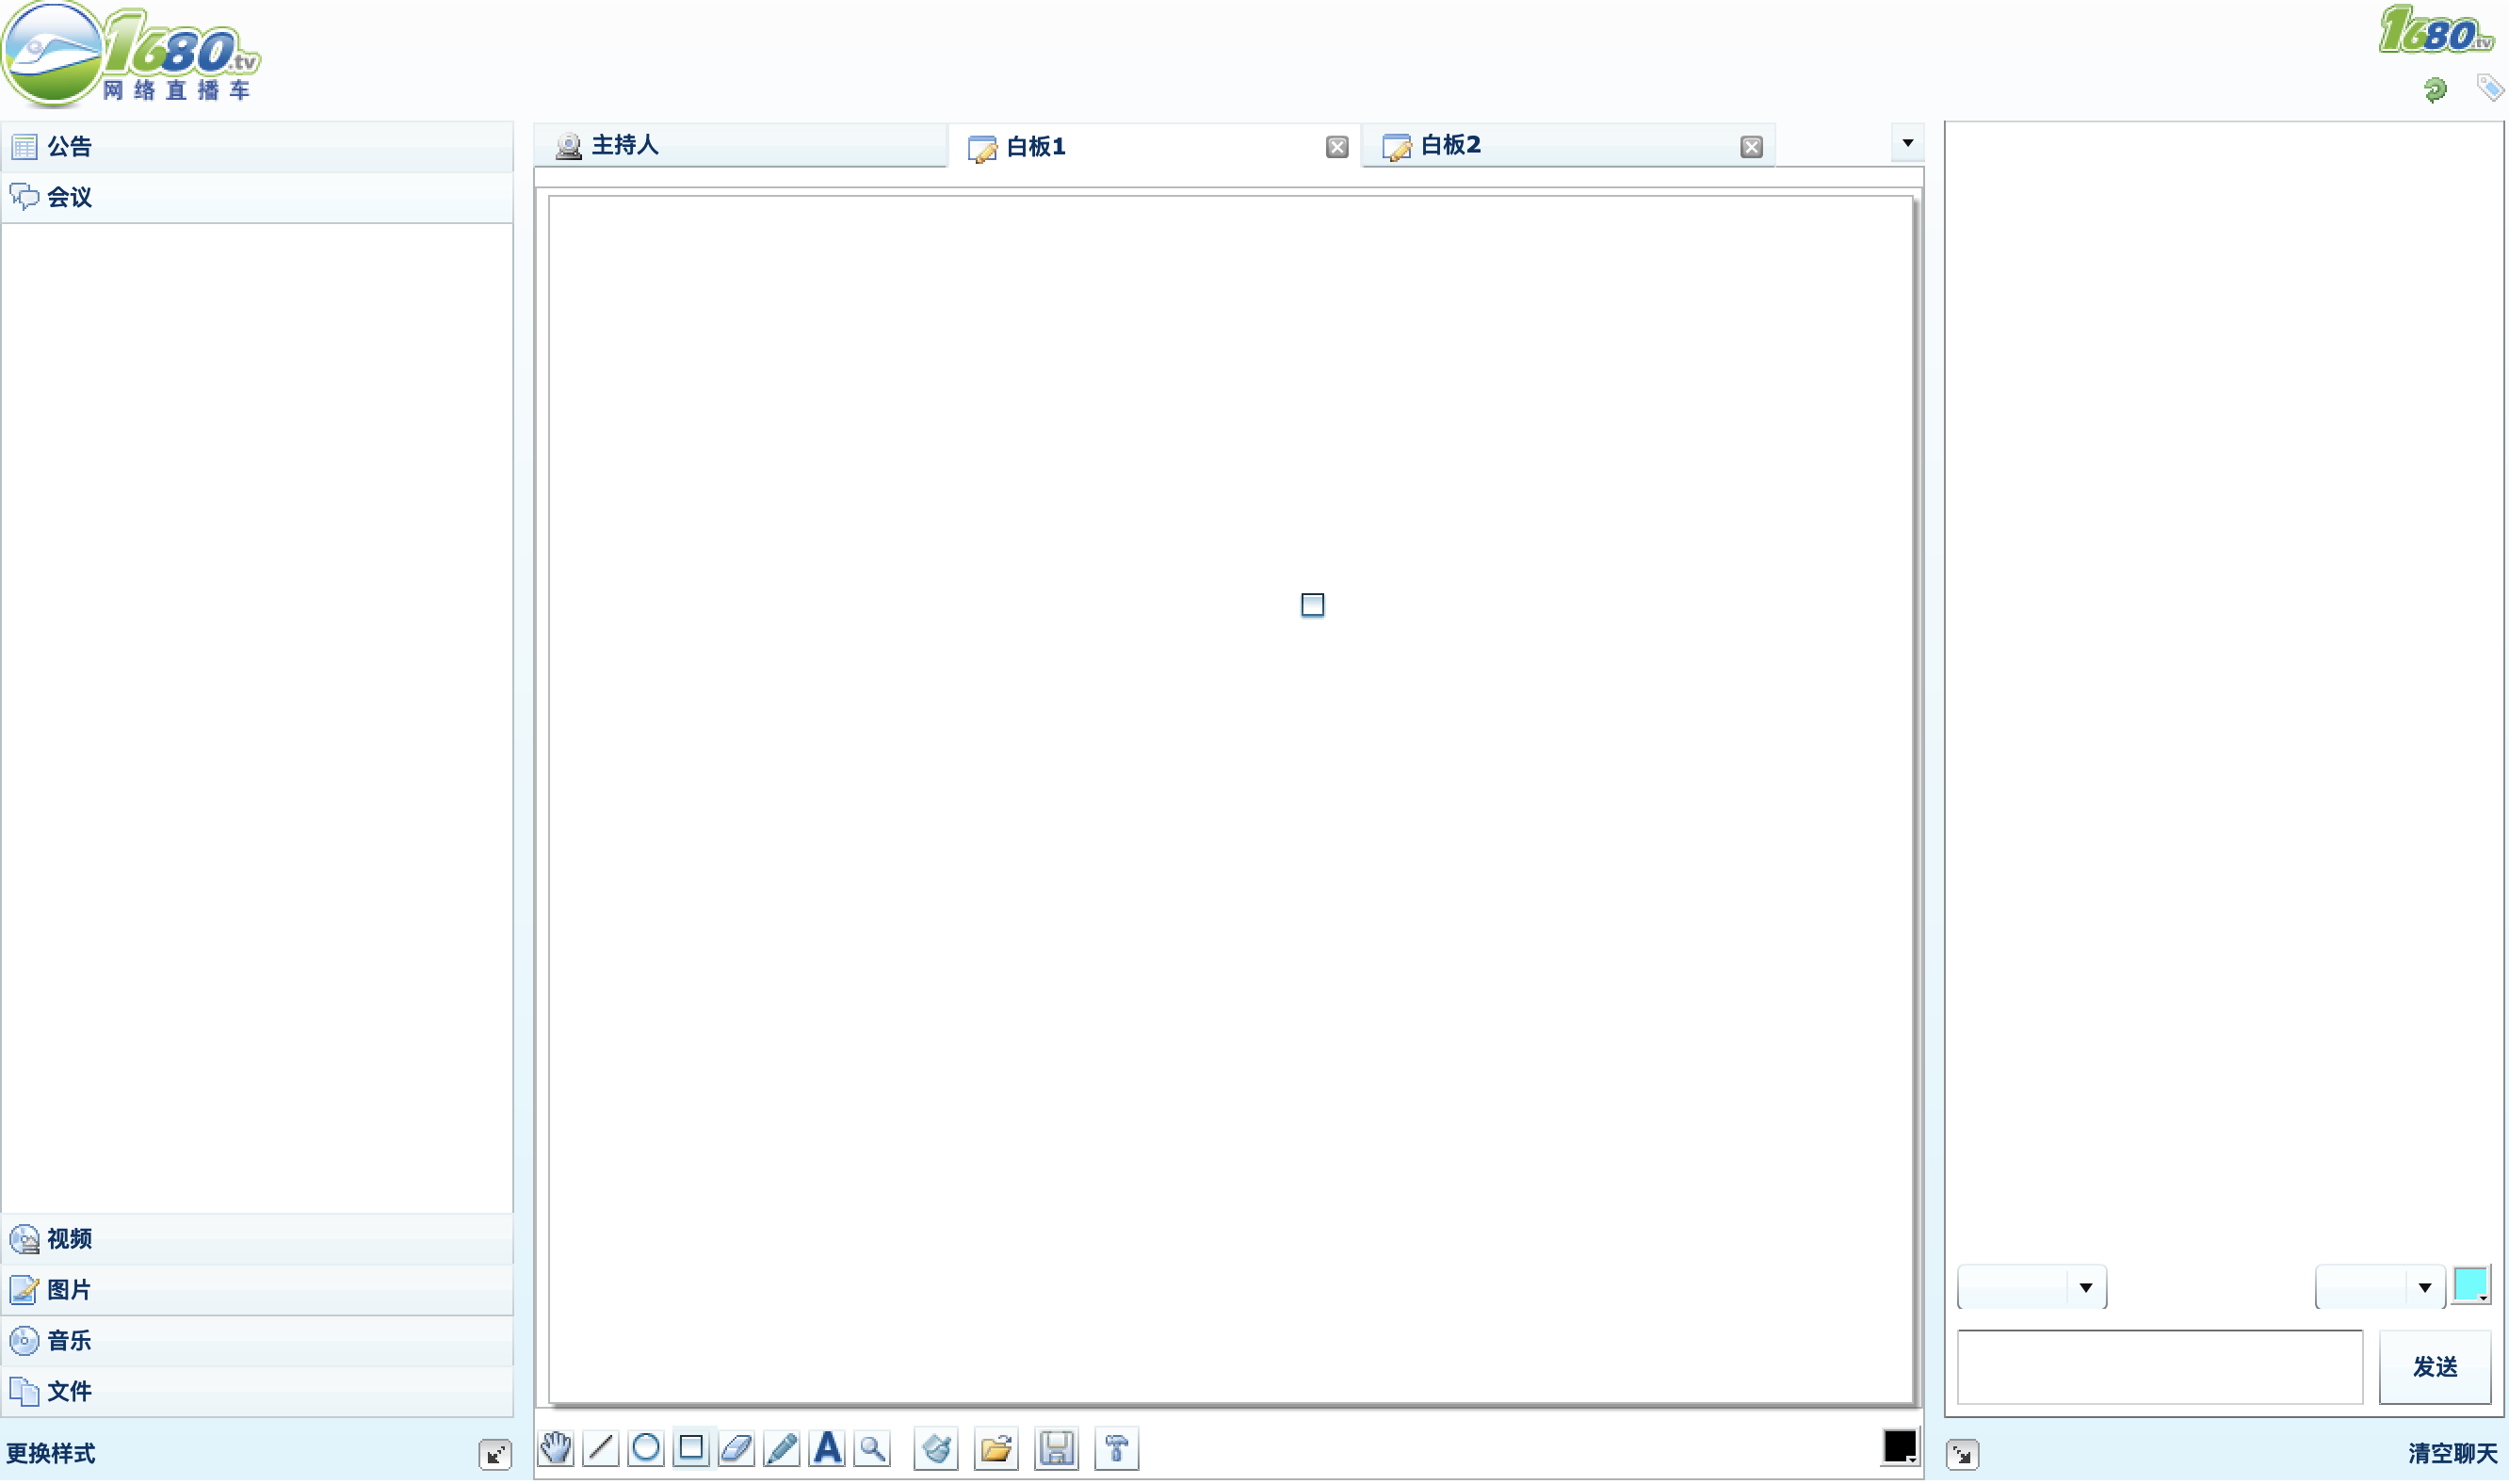 1680.tv
网络直播车
1680.tv
公告
会议
主持人
白板1
白板2
视频
图片
音乐
文件
更换样式
发送
清空聊天